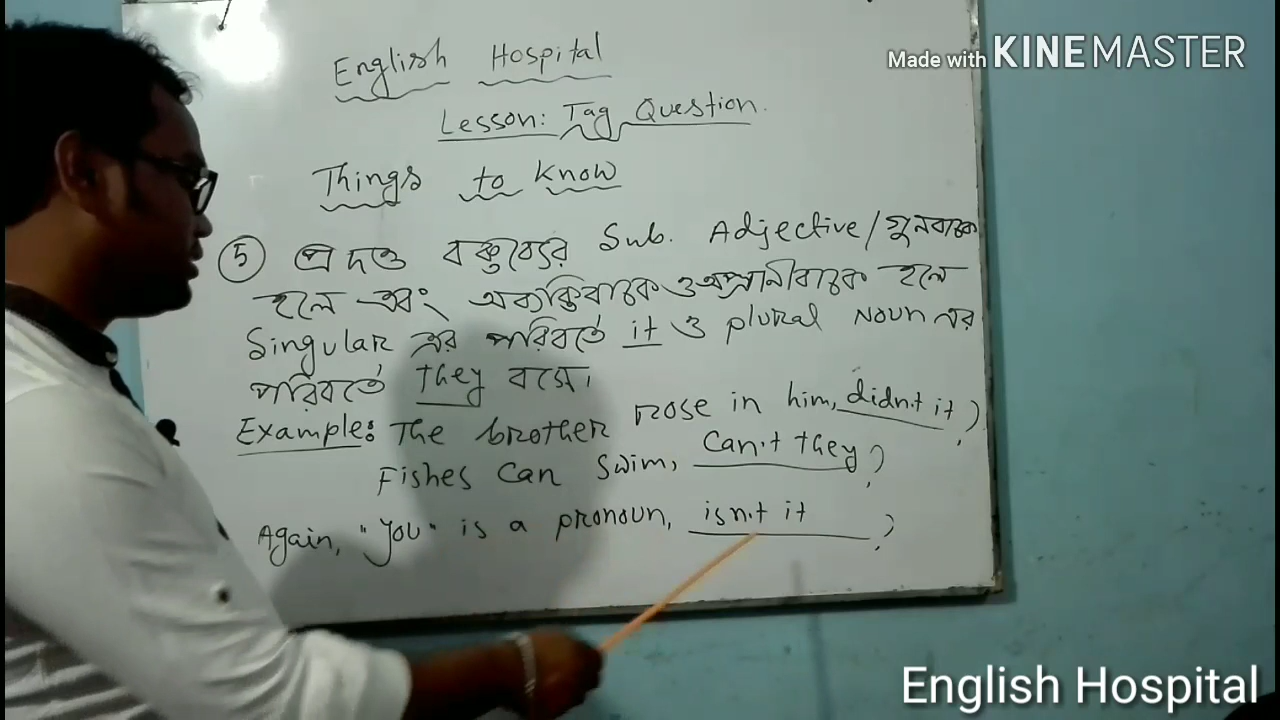 Made with KINEMASTER
English Hospital
Lesson: Tag Question.
Things to Know
5 প্রদত্ত বক্তব্যের Sub. Adjective/গুনবাচক
হলে এবং অব্যক্তিবাচক ও অপ্রানীবাচক হলে
Singular এর পরিবর্তে it ও plural Noun এর
পরিবর্তে they বসে।
Example: The brother rose in him, didn't it?
Fishes can swim, can't they?
Again, "you" is a pronoun, isn't it?
English Hospital